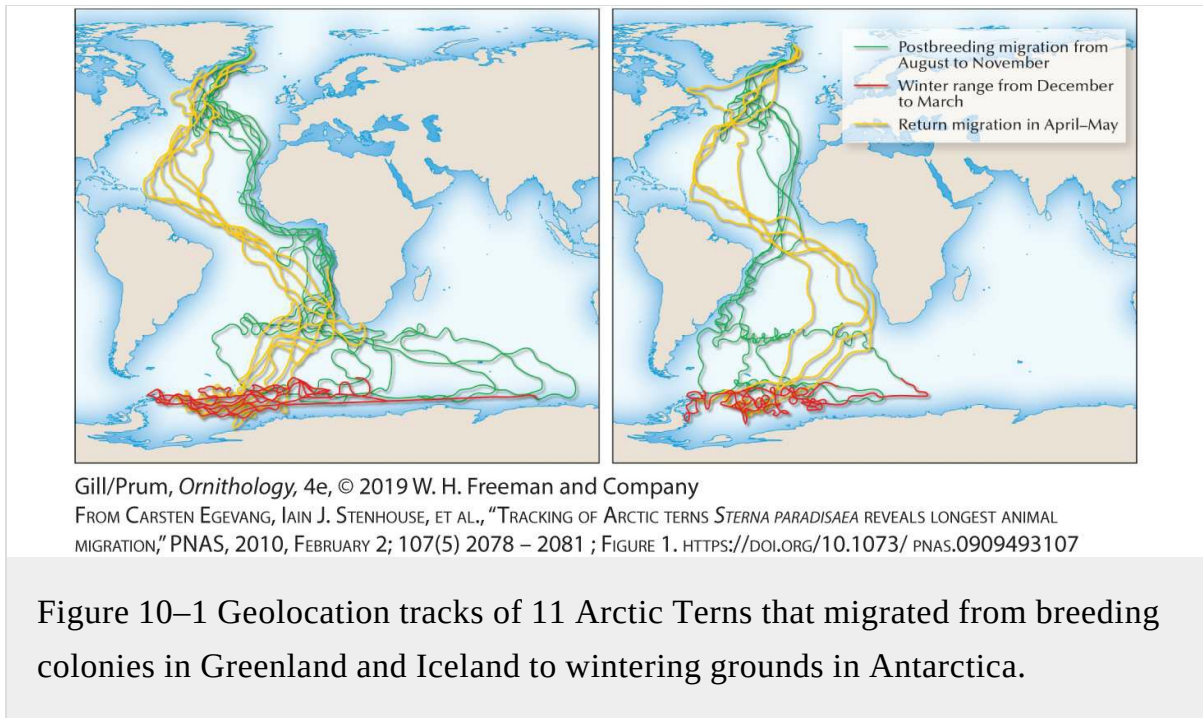 Postbreeding migration from
August to November
Winter range from December
to March
Return migration in April–May
Gill/Prum, Ornithology, 4e, © 2019 W. H. Freeman and Company
From Carsten Egevang, Iain J. Stenhouse, et al., “Tracking of Arctic terns Sterna paradisaea reveals longest animal
migration,” PNAS, 2010, February 2; 107(5) 2078 – 2081 ; Figure 1. https://doi.org/10.1073/ pnas.0909493107
Figure 10–1 Geolocation tracks of 11 Arctic Terns that migrated from breeding
colonies in Greenland and Iceland to wintering grounds in Antarctica.